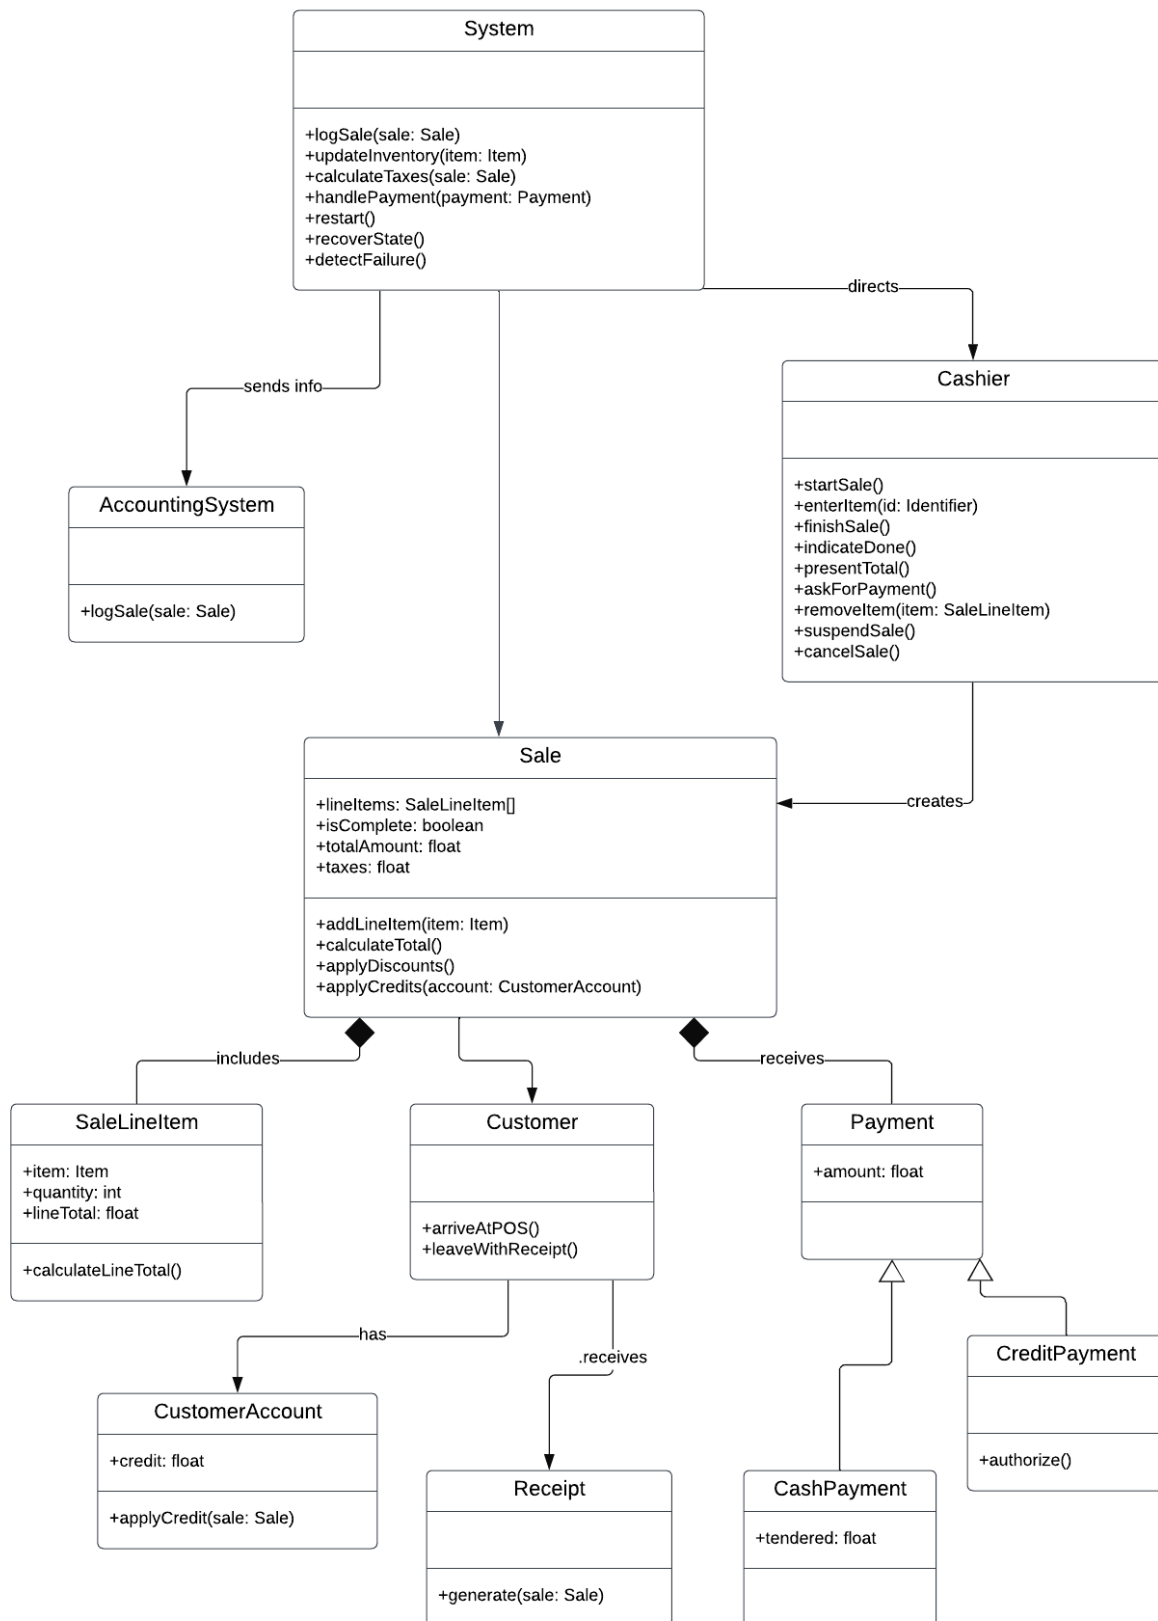 System
+logSale(sale: Sale)
+updateInventory(item: Item)
+calculateTaxes(sale: Sale)
+handlePayment(payment: Payment)
+restart()
+recoverState()
+detectFailure()
directs
sends info
Cashier
+startSale()
+enterItem(id: Identifier)
+finishSale()
+indicateDone()
+presentTotal()
+askForPayment()
+removeItem(item: SaleLineItem)
+suspendSale()
+cancelSale()
AccountingSystem
+logSale(sale: Sale)
creates
Sale
+lineItems: SaleLineItem[]
+isComplete: boolean
+totalAmount: float
+taxes: float
+addLineItem(item: Item)
+calculateTotal()
+applyDiscounts()
+applyCredits(account: CustomerAccount)
includes
receives
SaleLineItem
+item: Item
+quantity: int
+lineTotal: float
+calculateLineTotal()
Customer
+arriveAtPOS()
+leaveWithReceipt()
Payment
+amount: float
has
.receives
CreditPayment
+authorize()
CustomerAccount
+credit: float
+applyCredit(sale: Sale)
Receipt
+generate(sale: Sale)
CashPayment
+tendered: float